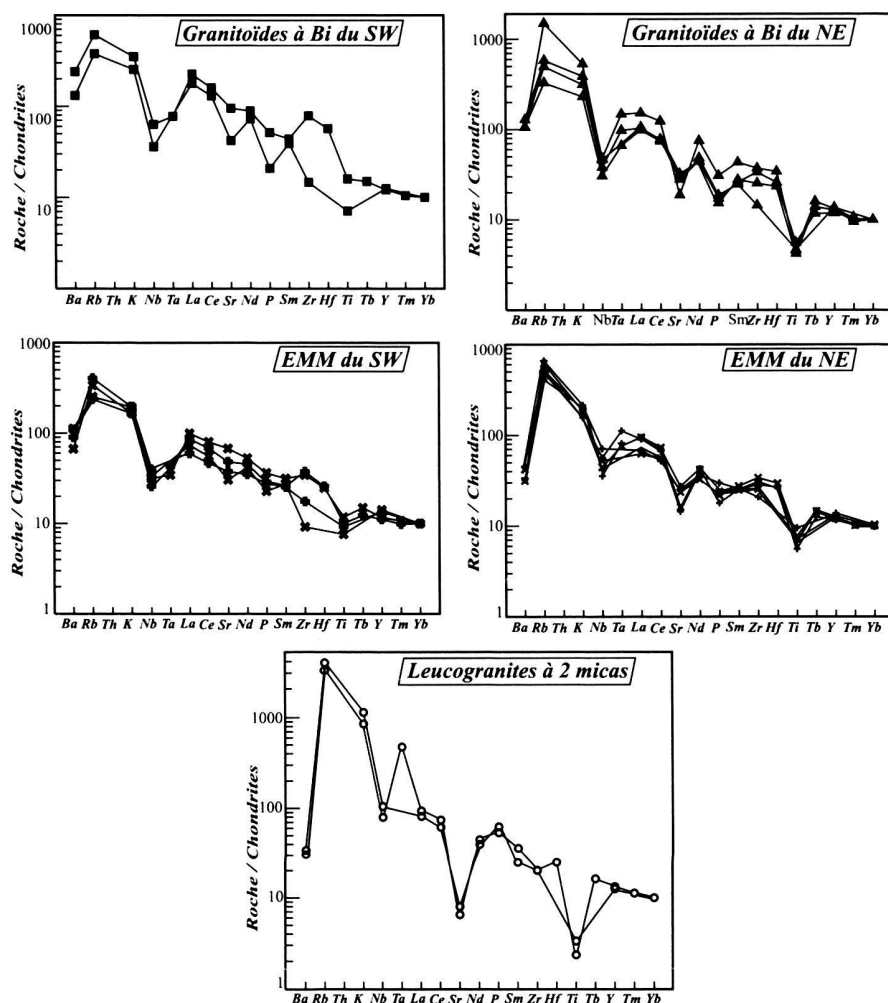 Granitoïdes à Bi du SW
Roche / Chondrites
1000
100
10
Ba Rb Th K Nb Ta La Ce Sr Nd P Sm Zr Hf Ti Tb Y Tm Yb
Granitoïdes à Bi du NE
Roche / Chondrites
1000
100
10
Ba Rb Th K Nb Ta La Ce Sr Nd P Sm Zr Hf Ti Tb Y Tm Yb
EMM du SW
Roche / Chondrites
1000
100
10
1
Ba Rb Th K Nb Ta La Ce Sr Nd P Sm Zr Hf Ti Tb Y Tm Yb
EMM du NE
Roche / Chondrites
1000
100
10
1
Ba Rb Th K Nb Ta La Ce Sr Nd P Sm Zr Hf Ti Tb Y Tm Yb
Leucogranites à 2 micas
Roche / Chondrites
1000
100
10
1
Ba Rb Th K Nb Ta La Ce Sr Nd P Sm Zr Hf Ti Tb Y Tm Yb